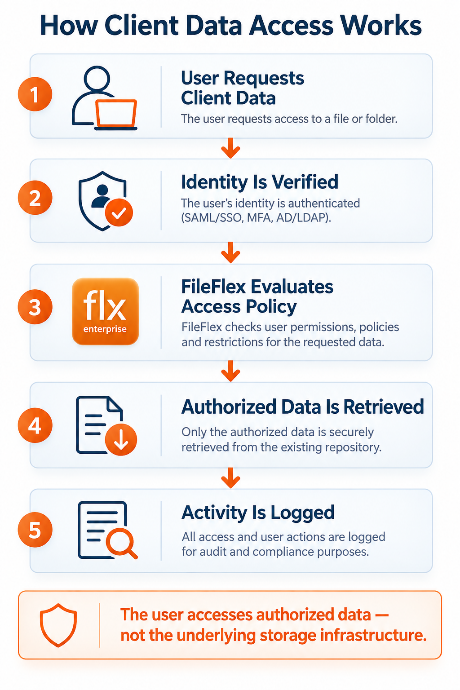 How Client Data Access Works
1
User Requests
Client Data
The user requests access to a file or folder.
2
Identity Is Verified
The user's identity is authenticated
(SAML/SSO, MFA, AD/LDAP).
3
flx
enterprise
FileFlex Evaluates
Access Policy
FileFlex checks user permissions, policies
and restrictions for the requested data.
4
Authorized Data Is Retrieved
Only the authorized data is securely
retrieved from the existing repository.
5
Activity Is Logged
All access and user actions are logged
for audit and compliance purposes.
The user accesses authorized data —
not the underlying storage infrastructure.